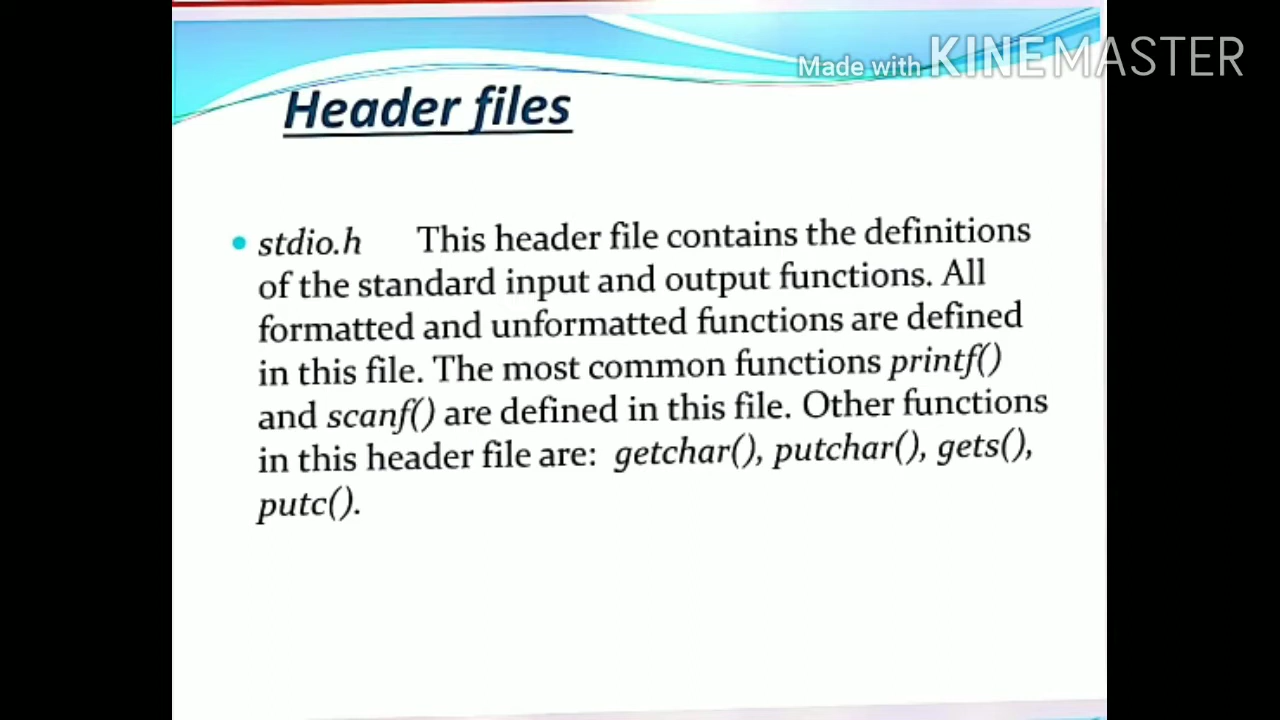 Made with KINEMASTER
Header files
• stdio.h This header file contains the definitions
of the standard input and output functions. All
formatted and unformatted functions are defined
in this file. The most common functions printf()
and scanf() are defined in this file. Other functions
in this header file are: getchar(), putchar(), gets(),
putc().